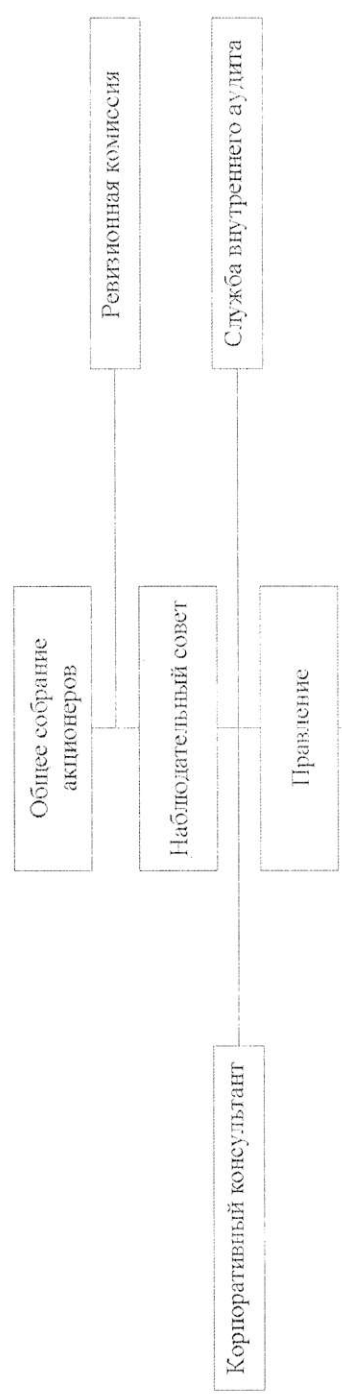 Общее собрание
акционеров
Ревизионная комиссия
Наблюдательный совет
Корпоративный консультант
Служба внутреннего аудита
Правление